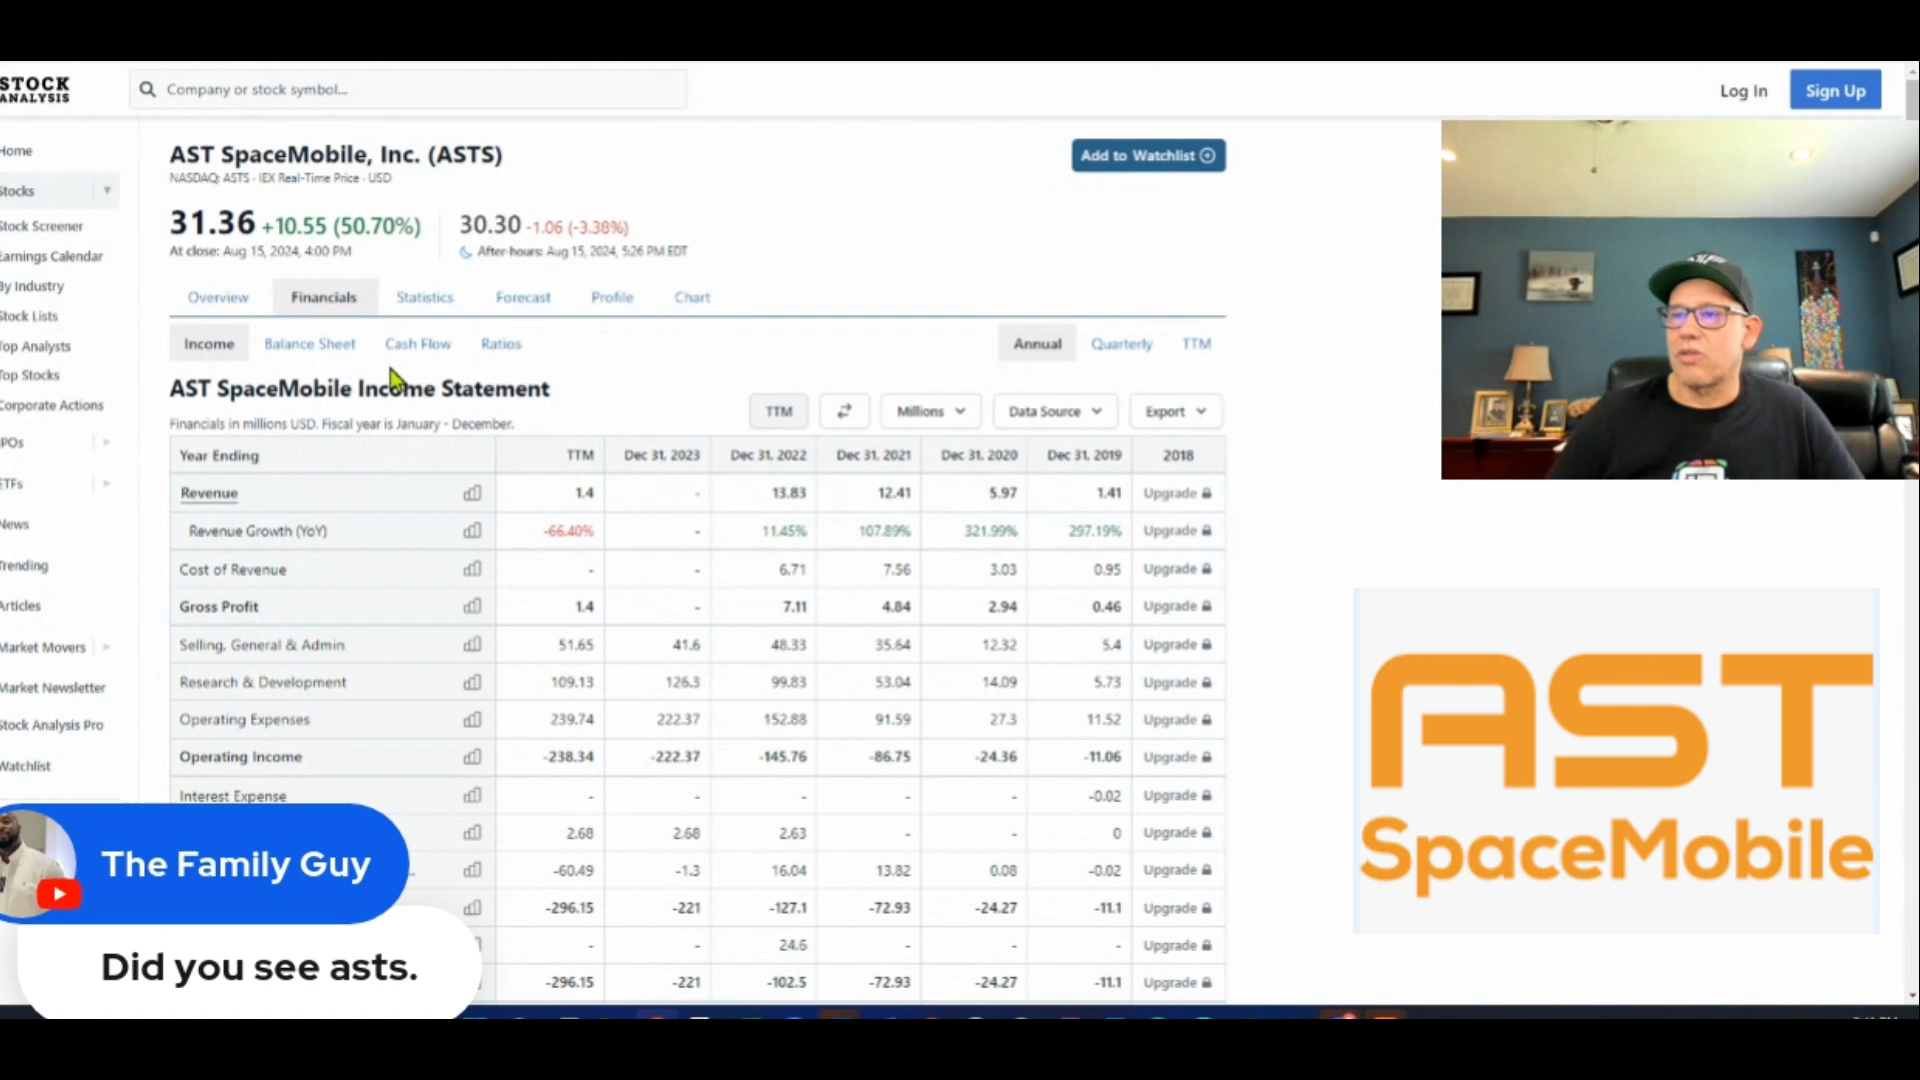 STOCK
ANALYSIS
Company or stock symbol...
Log In
Sign Up
Home
Stocks
Stock Screener
Earnings Calendar
By Industry
Stock Lists
Top Analysts
Top Stocks
Corporate Actions
IPOs
ETFs
News
Trending
Articles
Market Movers
Market Newsletter
Stock Analysis Pro
Watchlist
AST SpaceMobile, Inc. (ASTS)
NASDAQ: ASTS · IEX Real-Time Price · USD
Add to Watchlist
31.36 +10.55 (50.70%)
At close: Aug 15, 2024, 4:00 PM
30.30 -1.06 (-3.38%)
After-hours: Aug 15, 2024, 5:26 PM EDT
Overview Financials Statistics Forecast Profile Chart
Income Balance Sheet Cash Flow Ratios Annual Quarterly TTM
AST SpaceMobile Income Statement
Financials in millions USD. Fiscal year is January - December.
TTM Millions Data Source Export
Year Ending TTM Dec 31, 2023 Dec 31, 2022 Dec 31, 2021 Dec 31, 2020 Dec 31, 2019 2018
Revenue 1.4 - 13.83 12.41 5.97 1.41 Upgrade
Revenue Growth (YoY) -66.40% - 11.45% 107.89% 321.99% 297.19% Upgrade
Cost of Revenue - - 6.71 7.56 3.03 0.95 Upgrade
Gross Profit 1.4 - 7.11 4.84 2.94 0.46 Upgrade
Selling, General & Admin 51.65 41.6 48.33 35.64 12.32 5.4 Upgrade
Research & Development 109.13 126.3 99.83 53.04 14.09 5.73 Upgrade
Operating Expenses 239.74 222.37 152.88 91.59 27.3 11.52 Upgrade
Operating Income -238.34 -222.37 -145.76 -86.75 -24.36 -11.06 Upgrade
Interest Expense - - - - - -0.02 Upgrade
2.68 2.68 2.63 - - 0 Upgrade
-60.49 -1.3 16.04 13.82 0.08 -0.02 Upgrade
-296.15 -221 -127.1 -72.93 -24.27 -11.1 Upgrade
- - 24.6 - - - Upgrade
-296.15 -221 -102.5 -72.93 -24.27 -11.1 Upgrade
The Family Guy
Did you see asts.
AST
SpaceMobile